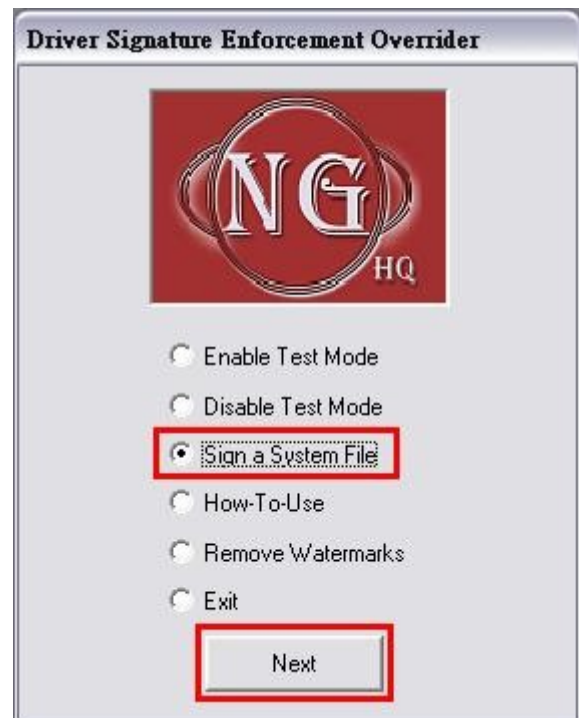 Driver Signature Enforcement Overrider
NG
HQ
Enable Test Mode
Disable Test Mode
Sign a System File
How-To-Use
Remove Watermarks
Exit
Next